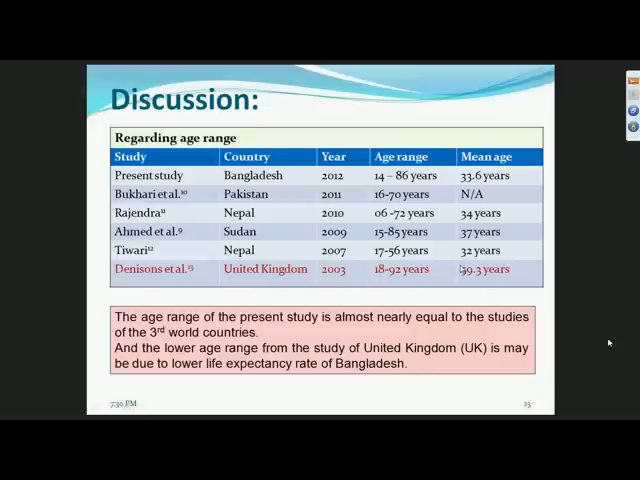 Discussion:
Regarding age range
Study Country Year Age range Mean age
Present study Bangladesh 2012 14 – 86 years 33.6 years
Bukhari et al.¹⁰ Pakistan 2011 16-70 years N/A
Rajendra¹¹ Nepal 2010 06 -72 years 34 years
Ahmed et al.⁹ Sudan 2009 15-85 years 37 years
Tiwari¹² Nepal 2007 17-56 years 32 years
Denisons et al.¹³ United Kingdom 2003 18-92 years 59.3 years
The age range of the present study is almost nearly equal to the studies
of the 3rd world countries.
And the lower age range from the study of United Kingdom (UK) is may
be due to lower life expectancy rate of Bangladesh.
7:30 PM 23